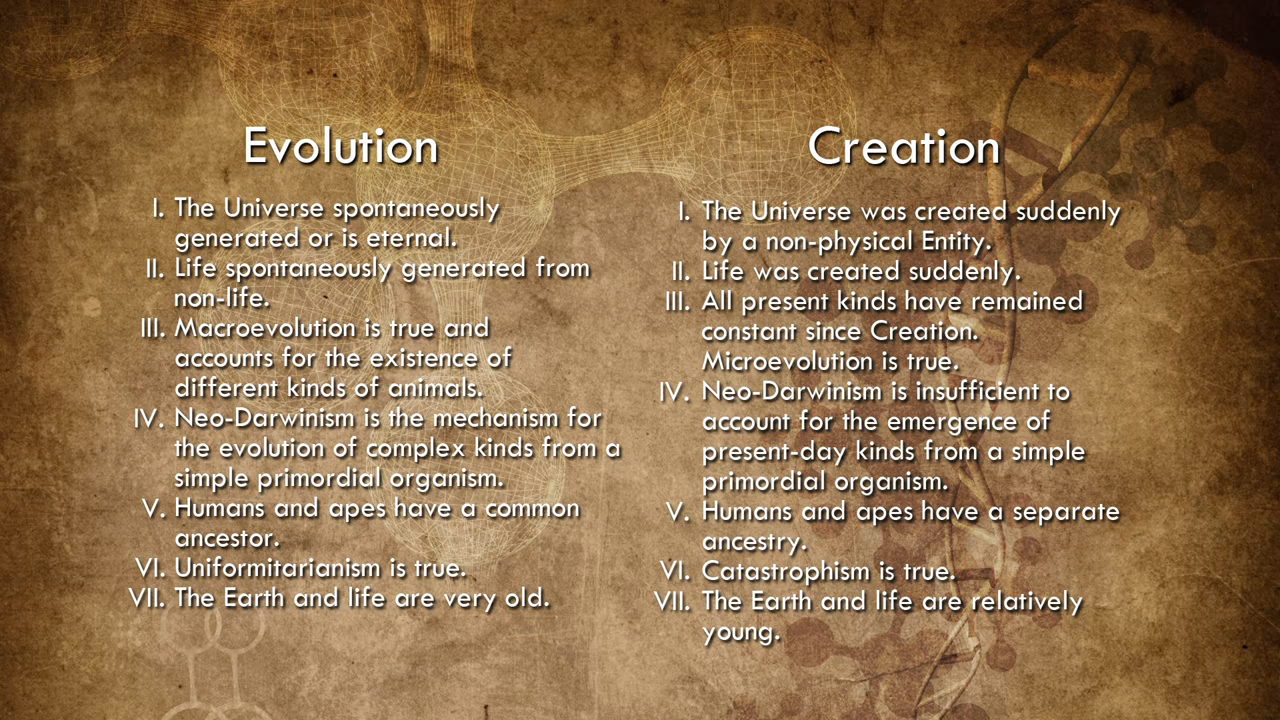 Evolution
I. The Universe spontaneously
generated or is eternal.
II. Life spontaneously generated from
non-life.
III. Macroevolution is true and
accounts for the existence of
different kinds of animals.
IV. Neo-Darwinism is the mechanism for
the evolution of complex kinds from a
simple primordial organism.
V. Humans and apes have a common
ancestor.
VI. Uniformitarianism is true.
VII. The Earth and life are very old.
Creation
I. The Universe was created suddenly
by a non-physical Entity.
II. Life was created suddenly.
III. All present kinds have remained
constant since Creation.
Microevolution is true.
IV. Neo-Darwinism is insufficient to
account for the emergence of
present-day kinds from a simple
primordial organism.
V. Humans and apes have a separate
ancestry.
VI. Catastrophism is true.
VII. The Earth and life are relatively
young.